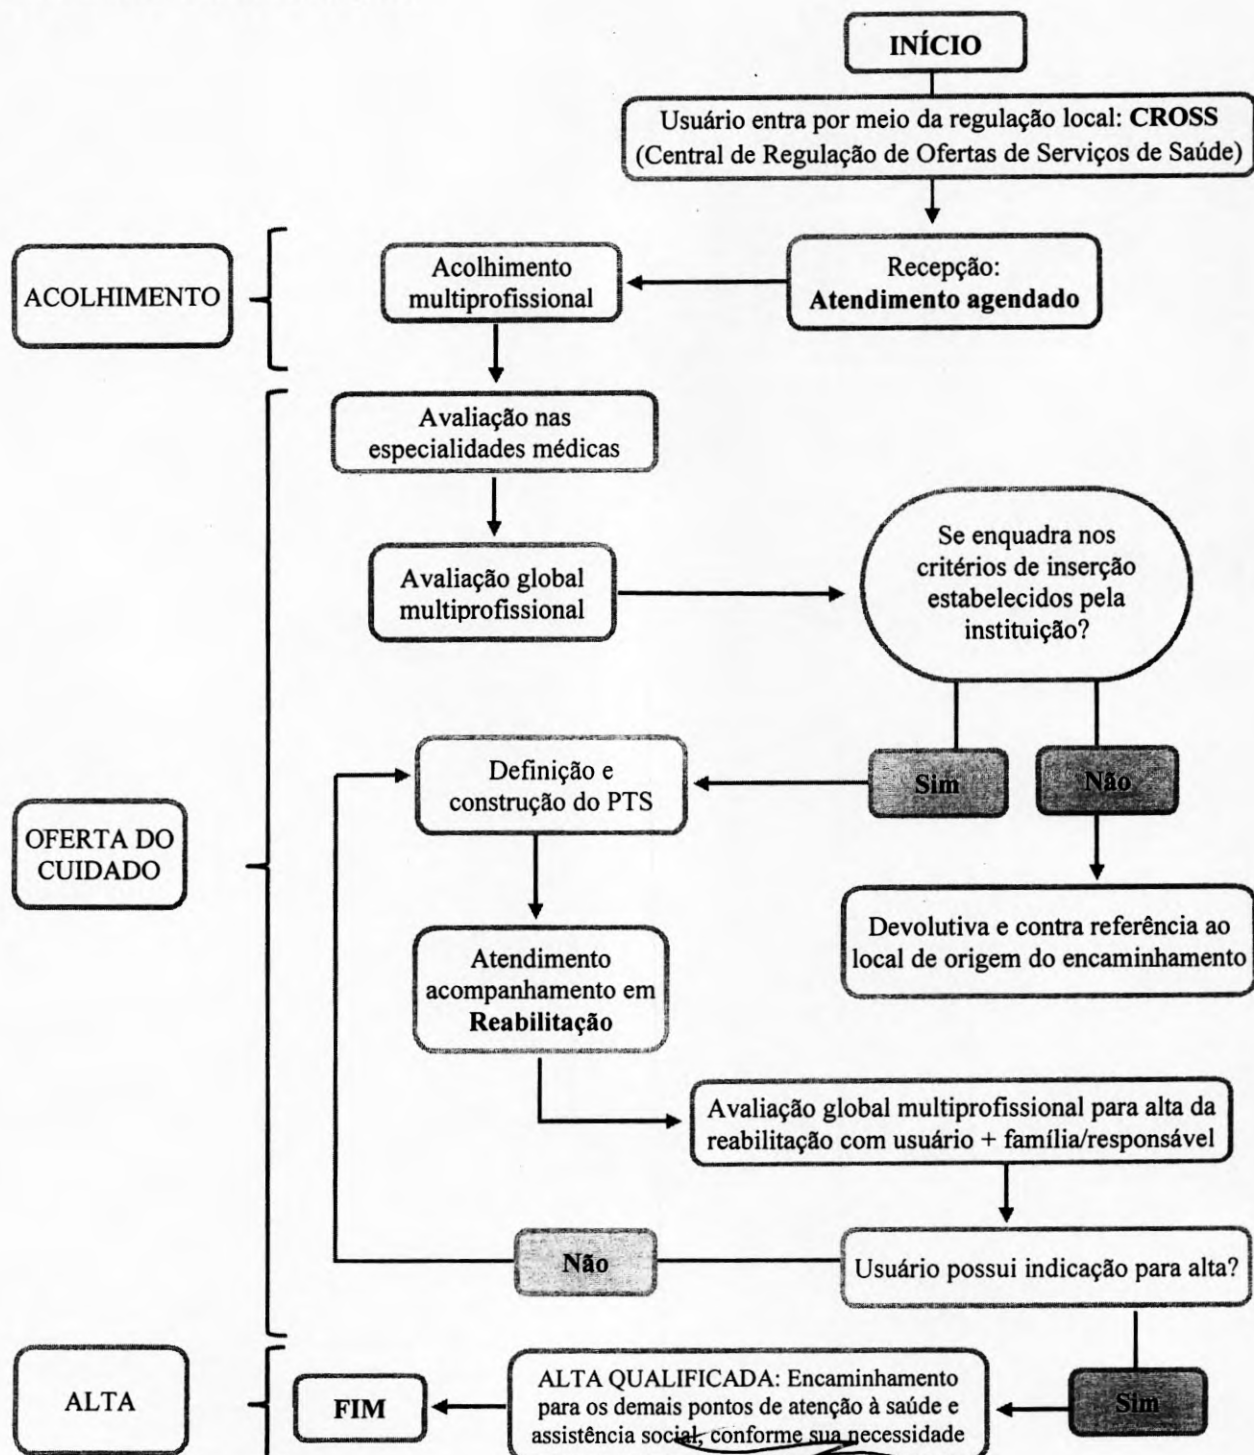 INÍCIO
Usuário entra por meio da regulação local: CROSS
(Central de Regulação de Ofertas de Serviços de Saúde)
ACOLHIMENTO
Acolhimento
multiprofissional
Recepção:
Atendimento agendado
Avaliação nas
especialidades médicas
Avaliação global
multiprofissional
Se enquadra nos
critérios de inserção
estabelecidos pela
instituição?
Definição e
construção do PTS
Sim
Não
OFERTA DO
CUIDADO
Devolutiva e contra referência ao
local de origem do encaminhamento
Atendimento
acompanhamento em
Reabilitação
Avaliação global multiprofissional para alta da
reabilitação com usuário + família/responsável
Não
Usuário possui indicação para alta?
ALTA
FIM
ALTA QUALIFICADA: Encaminhamento
para os demais pontos de atenção à saúde e
assistência social, conforme sua necessidade
Sim